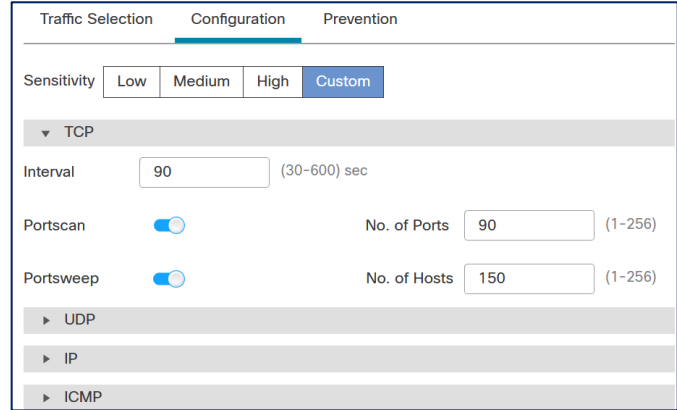 Traffic Selection Configuration Prevention
Sensitivity Low Medium High Custom
TCP
Interval 90 (30-600) sec
Portscan No. of Ports 90 (1-256)
Portsweep No. of Hosts 150 (1-256)
UDP
IP
ICMP